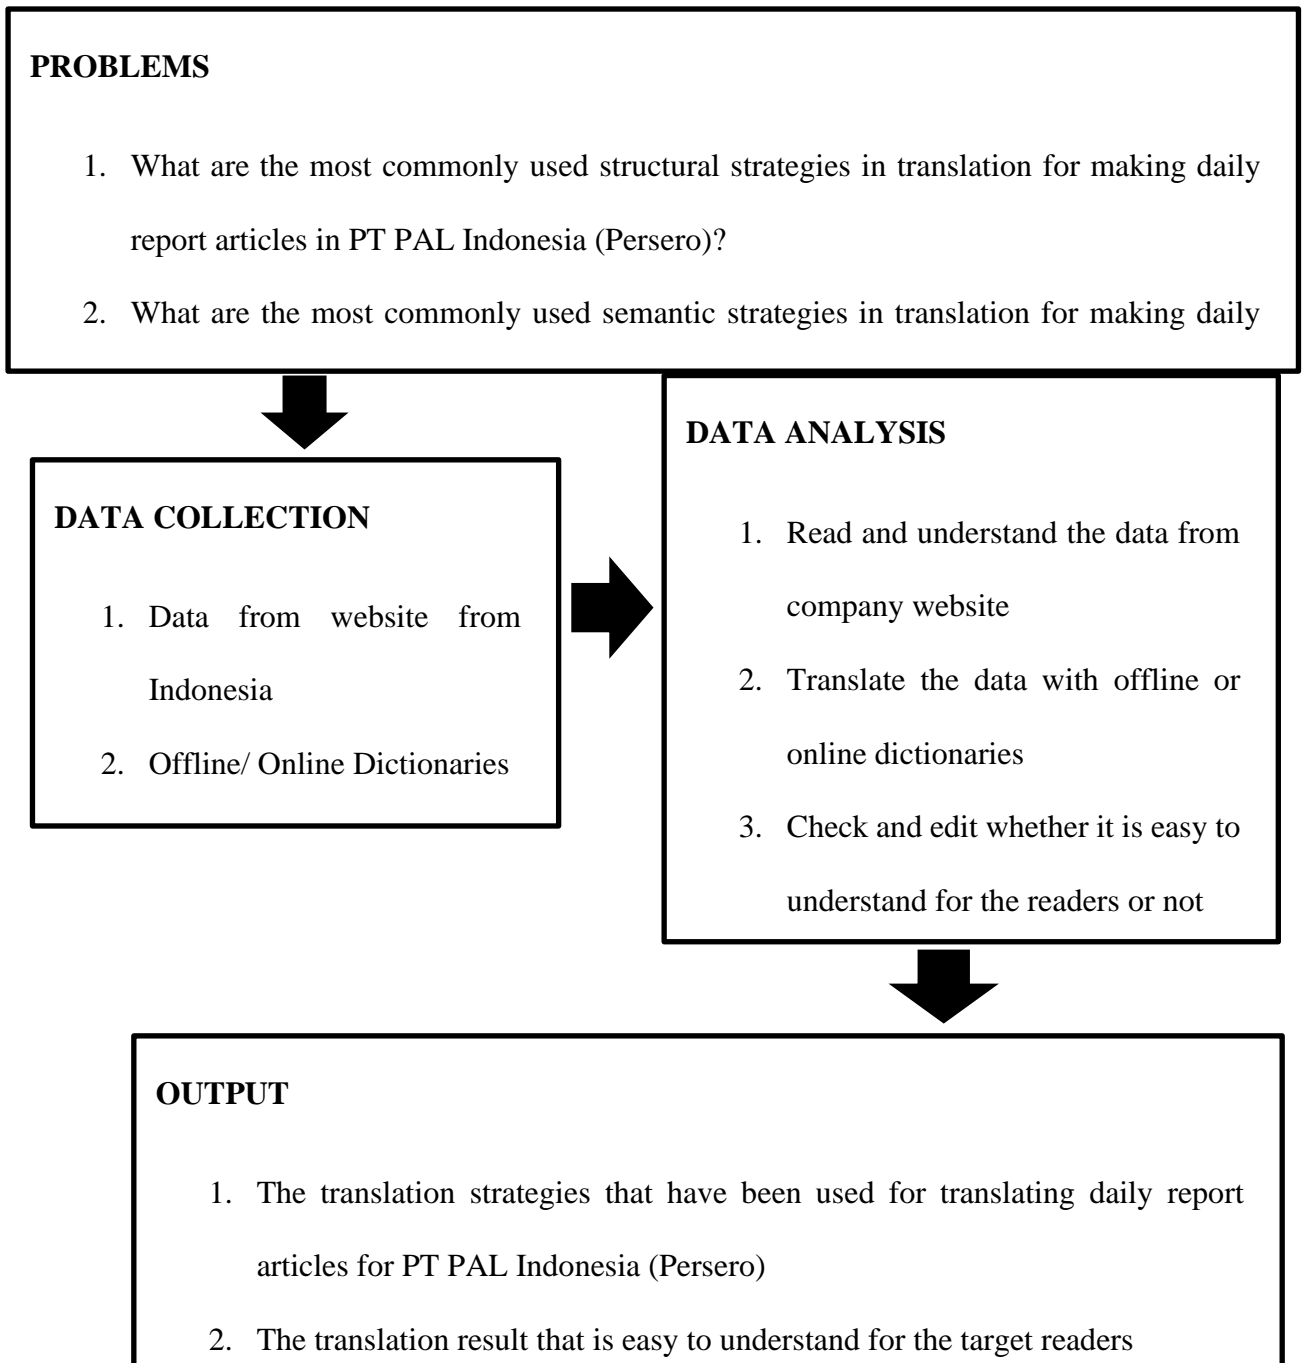 PROBLEMS
1. What are the most commonly used structural strategies in translation for making daily
report articles in PT PAL Indonesia (Persero)?
2. What are the most commonly used semantic strategies in translation for making daily
DATA COLLECTION
1. Data from website from
Indonesia
2. Offline/ Online Dictionaries
DATA ANALYSIS
1. Read and understand the data from
company website
2. Translate the data with offline or
online dictionaries
3. Check and edit whether it is easy to
understand for the readers or not
OUTPUT
1. The translation strategies that have been used for translating daily report
articles for PT PAL Indonesia (Persero)
2. The translation result that is easy to understand for the target readers